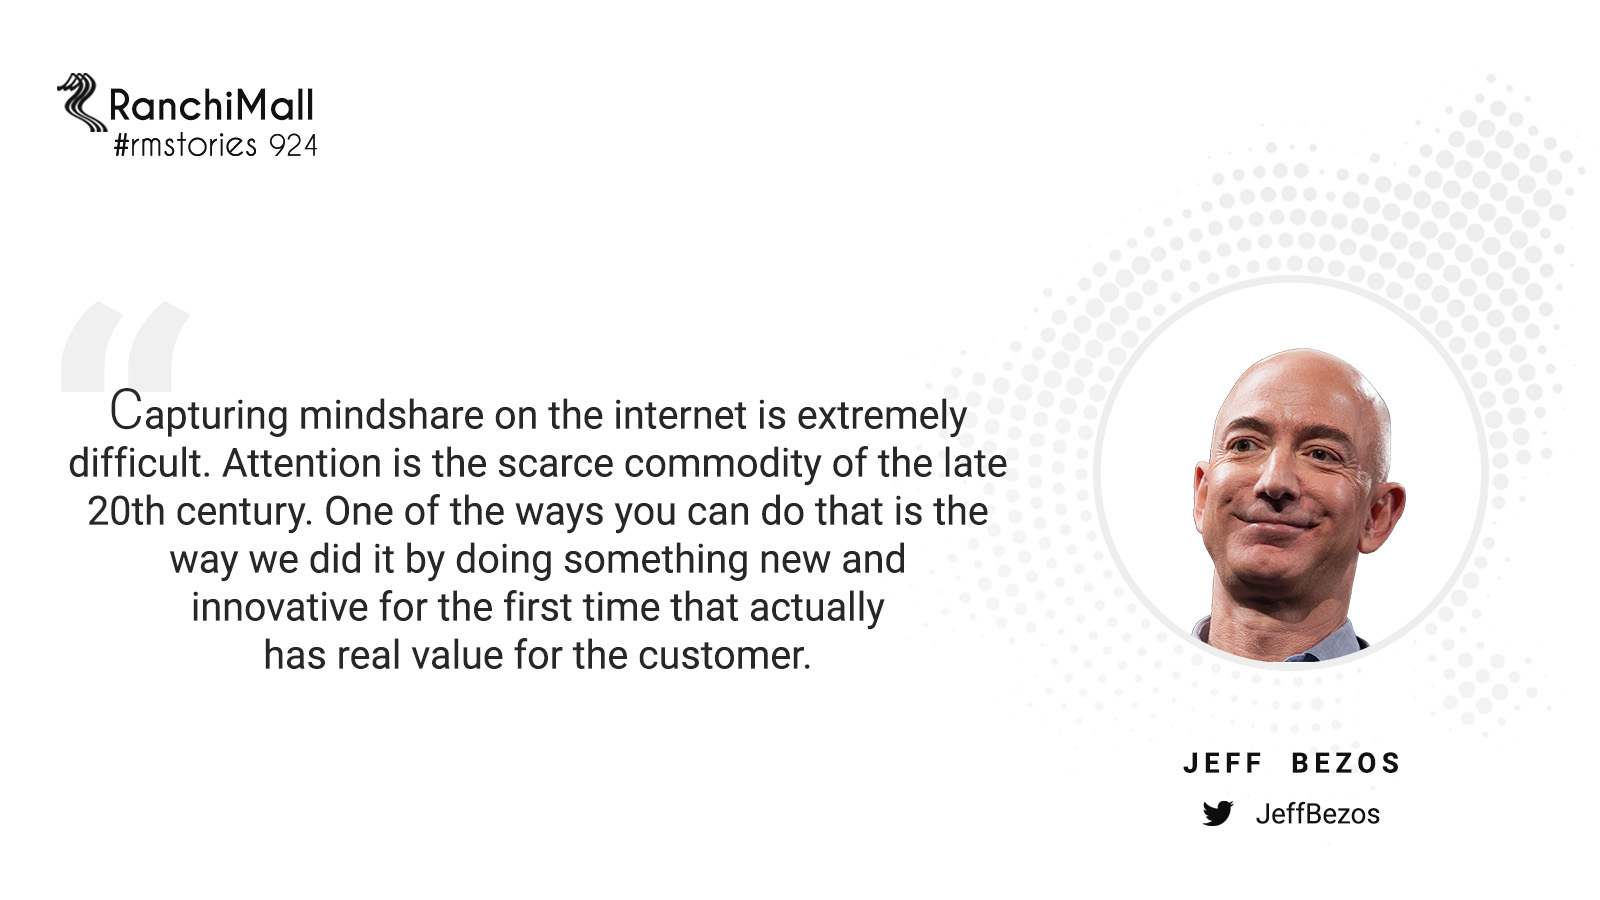 RanchiMall
#rmstories 924
“
Capturing mindshare on the internet is extremely
difficult. Attention is the scarce commodity of the late
20th century. One of the ways you can do that is the
way we did it by doing something new and
innovative for the first time that actually
has real value for the customer.
JEFF BEZOS
JeffBezos